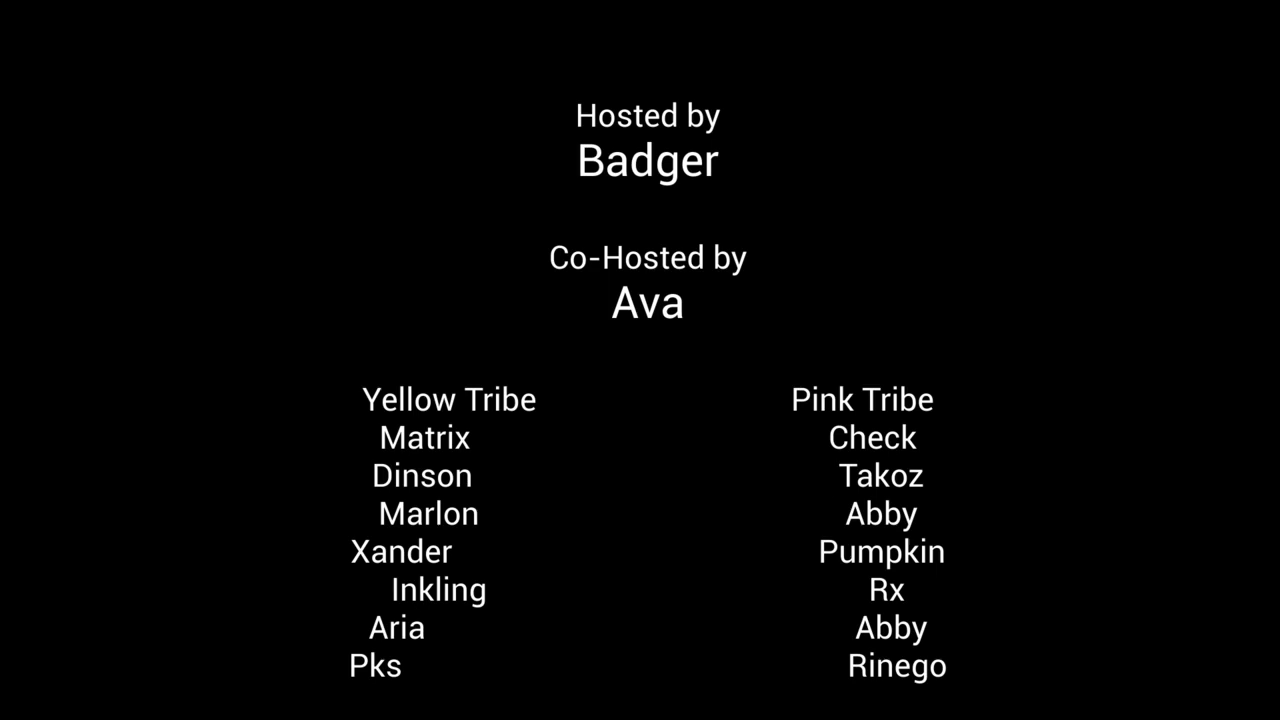 Hosted by
Badger
Co-Hosted by
Ava
Yellow Tribe Pink Tribe
Matrix Check
Dinson Takoz
Marlon Abby
Xander Pumpkin
Inkling Rx
Aria Abby
Pks Rinego